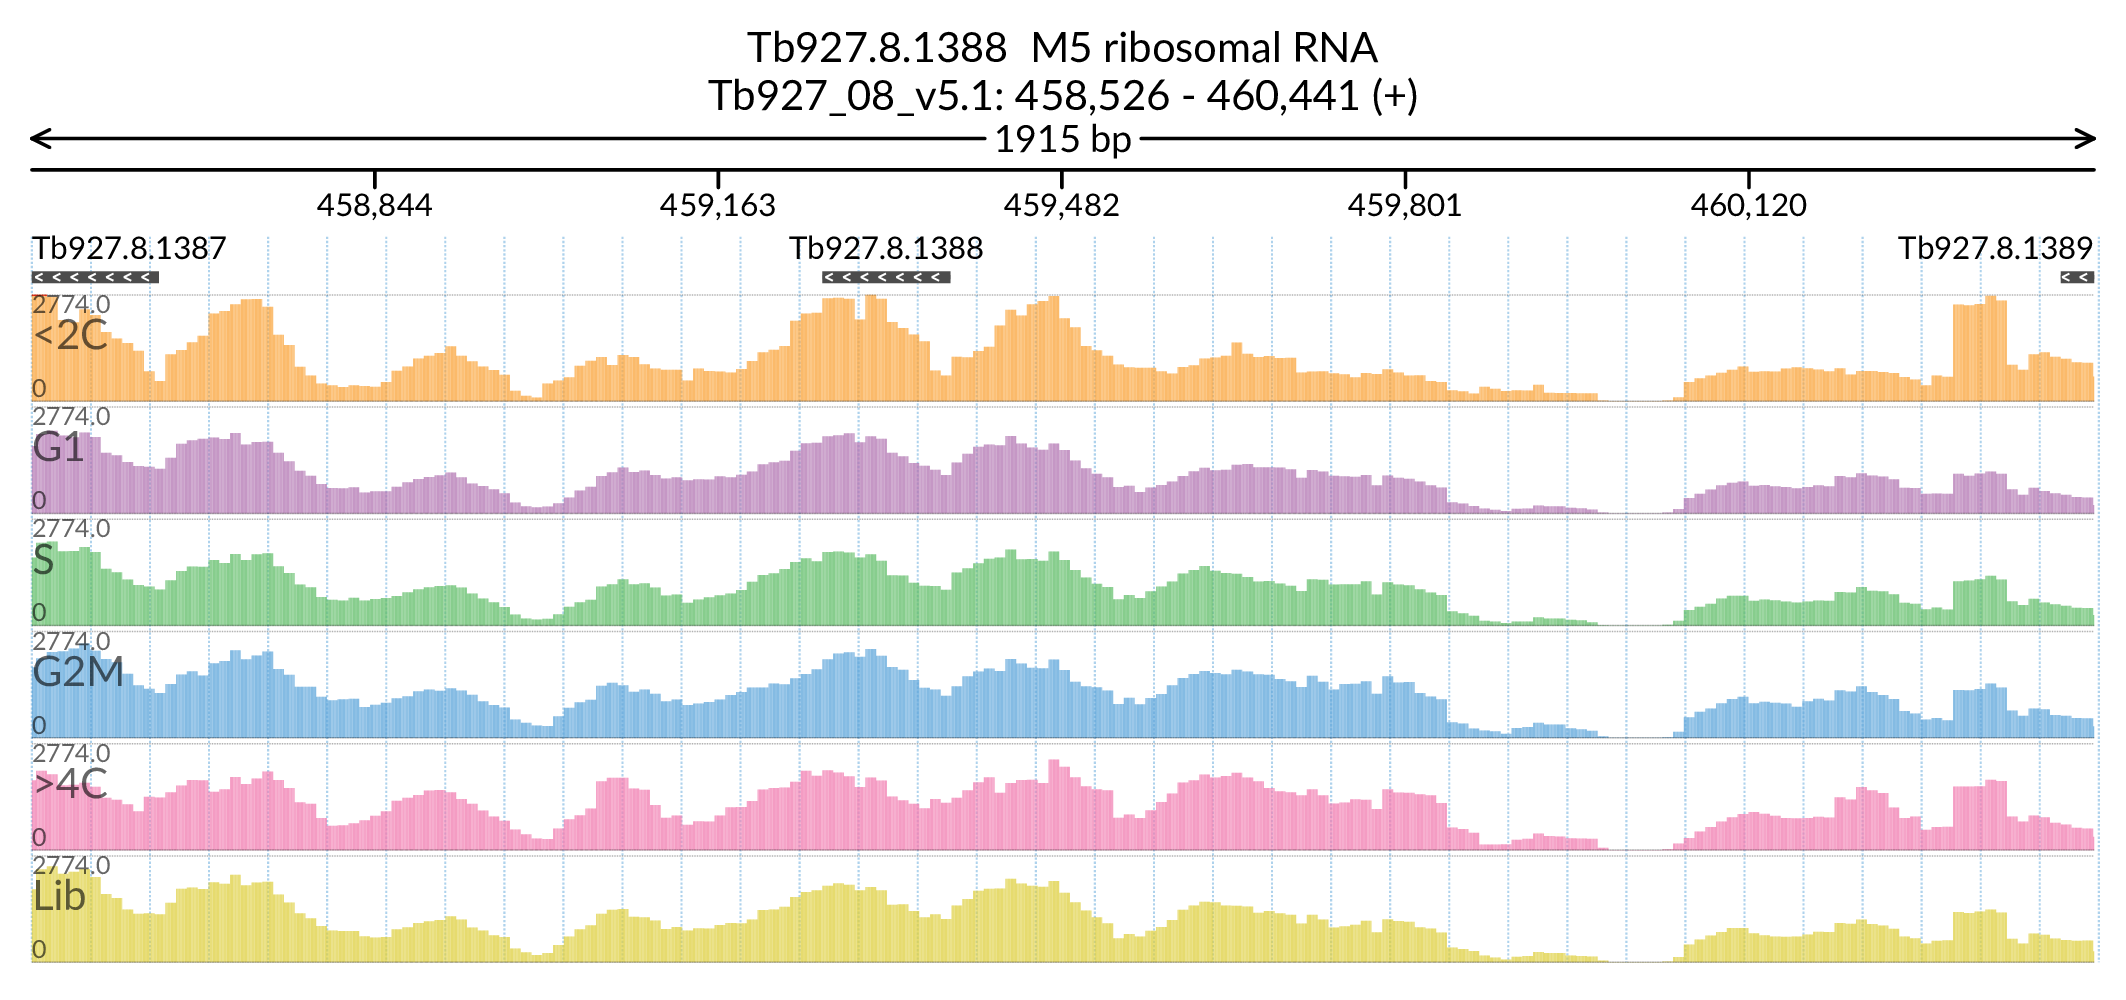 Tb927.8.1388  M5 ribosomal RNA
Tb927_08_v5.1: 458,526 - 460,441 (+)
1915 bp
458,844 459,163 459,482 459,801 460,120
Tb927.8.1387 Tb927.8.1388 Tb927.8.1389
2774.0
<2C
0
2774.0
G1
0
2774.0
S
0
2774.0
G2M
0
2774.0
>4C
0
2774.0
Lib
0